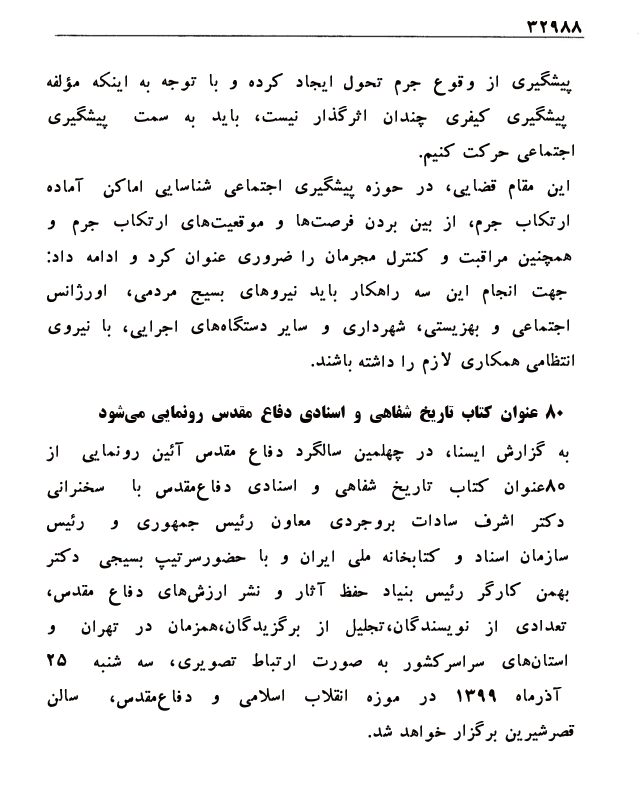 ۳۲۹۸۸
پیشگیری از وقوع جرم تحول ایجاد کرده و با توجه به اینکه مؤلفه
پیشگیری کیفری چندان اثرگذار نیست، باید به سمت پیشگیری
اجتماعی حرکت کنیم.
این مقام قضایی، در حوزه پیشگیری اجتماعی شناسایی اماکن آماده
ارتکاب جرم، از بین بردن فرصت‌ها و موقعیت‌های ارتکاب جرم و
همچنین مراقبت و کنترل مجرمان را ضروری عنوان کرد و ادامه داد:
جهت انجام این سه راهکار باید نیروهای بسیج مردمی، اورژانس
اجتماعی و بهزیستی، شهرداری و سایر دستگاه‌های اجرایی، با نیروی
انتظامی همکاری لازم را داشته باشند.
۸۰ عنوان کتاب تاریخ شفاهی و اسنادی دفاع مقدس رونمایی می‌شود
به گزارش ایسنا، در چهلمین سالگرد دفاع مقدس آئین رونمایی از
۸۰عنوان کتاب تاریخ شفاهی و اسنادی دفاع‌مقدس با سخنرانی
دکتر اشرف سادات بروجردی معاون رئیس جمهوری و رئیس
سازمان اسناد و کتابخانه ملی ایران و با حضورسرتیپ بسیجی دکتر
بهمن کارگر رئیس بنیاد حفظ آثار و نشر ارزش‌های دفاع مقدس،
تعدادی از نویسندگان،تجلیل از برگزیدگان،همزمان در تهران و
استان‌های سراسرکشور به صورت ارتباط تصویری، سه شنبه ۲۵
آذرماه ۱۳۹۹ در موزه انقلاب اسلامی و دفاع‌مقدس، سالن
قصرشیرین برگزار خواهد شد.